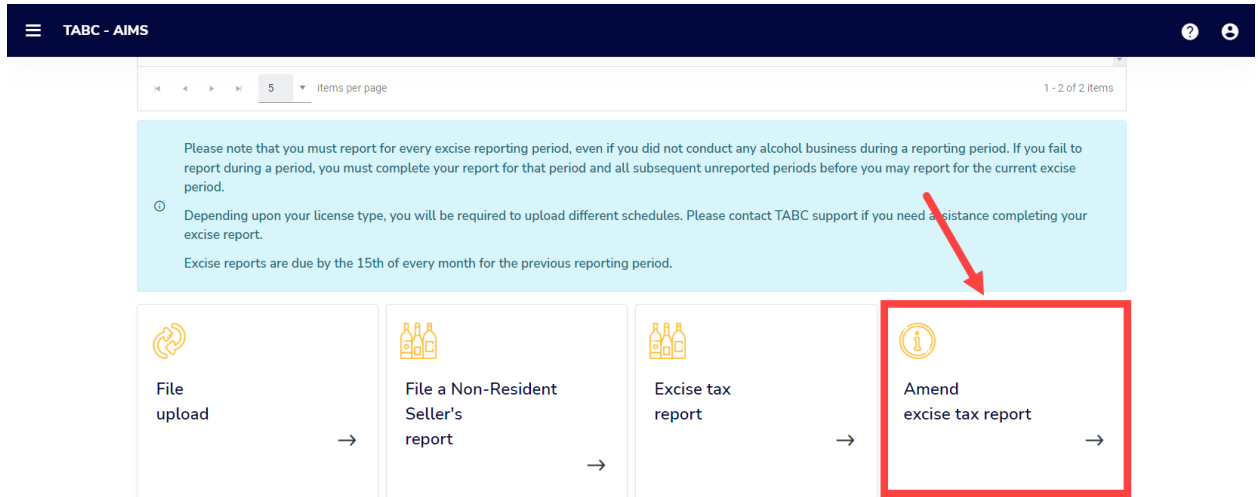 TABC - AIMS
5 items per page 1 - 2 of 2 items
Please note that you must report for every excise reporting period, even if you did not conduct any alcohol business during a reporting period. If you fail to
report during a period, you must complete your report for that period and all subsequent unreported periods before you may report for the current excise
period.
Depending upon your license type, you will be required to upload different schedules. Please contact TABC support if you need assistance completing your
excise report.
Excise reports are due by the 15th of every month for the previous reporting period.
File
upload
File a Non-Resident
Seller's
report
Excise tax
report
Amend
excise tax report